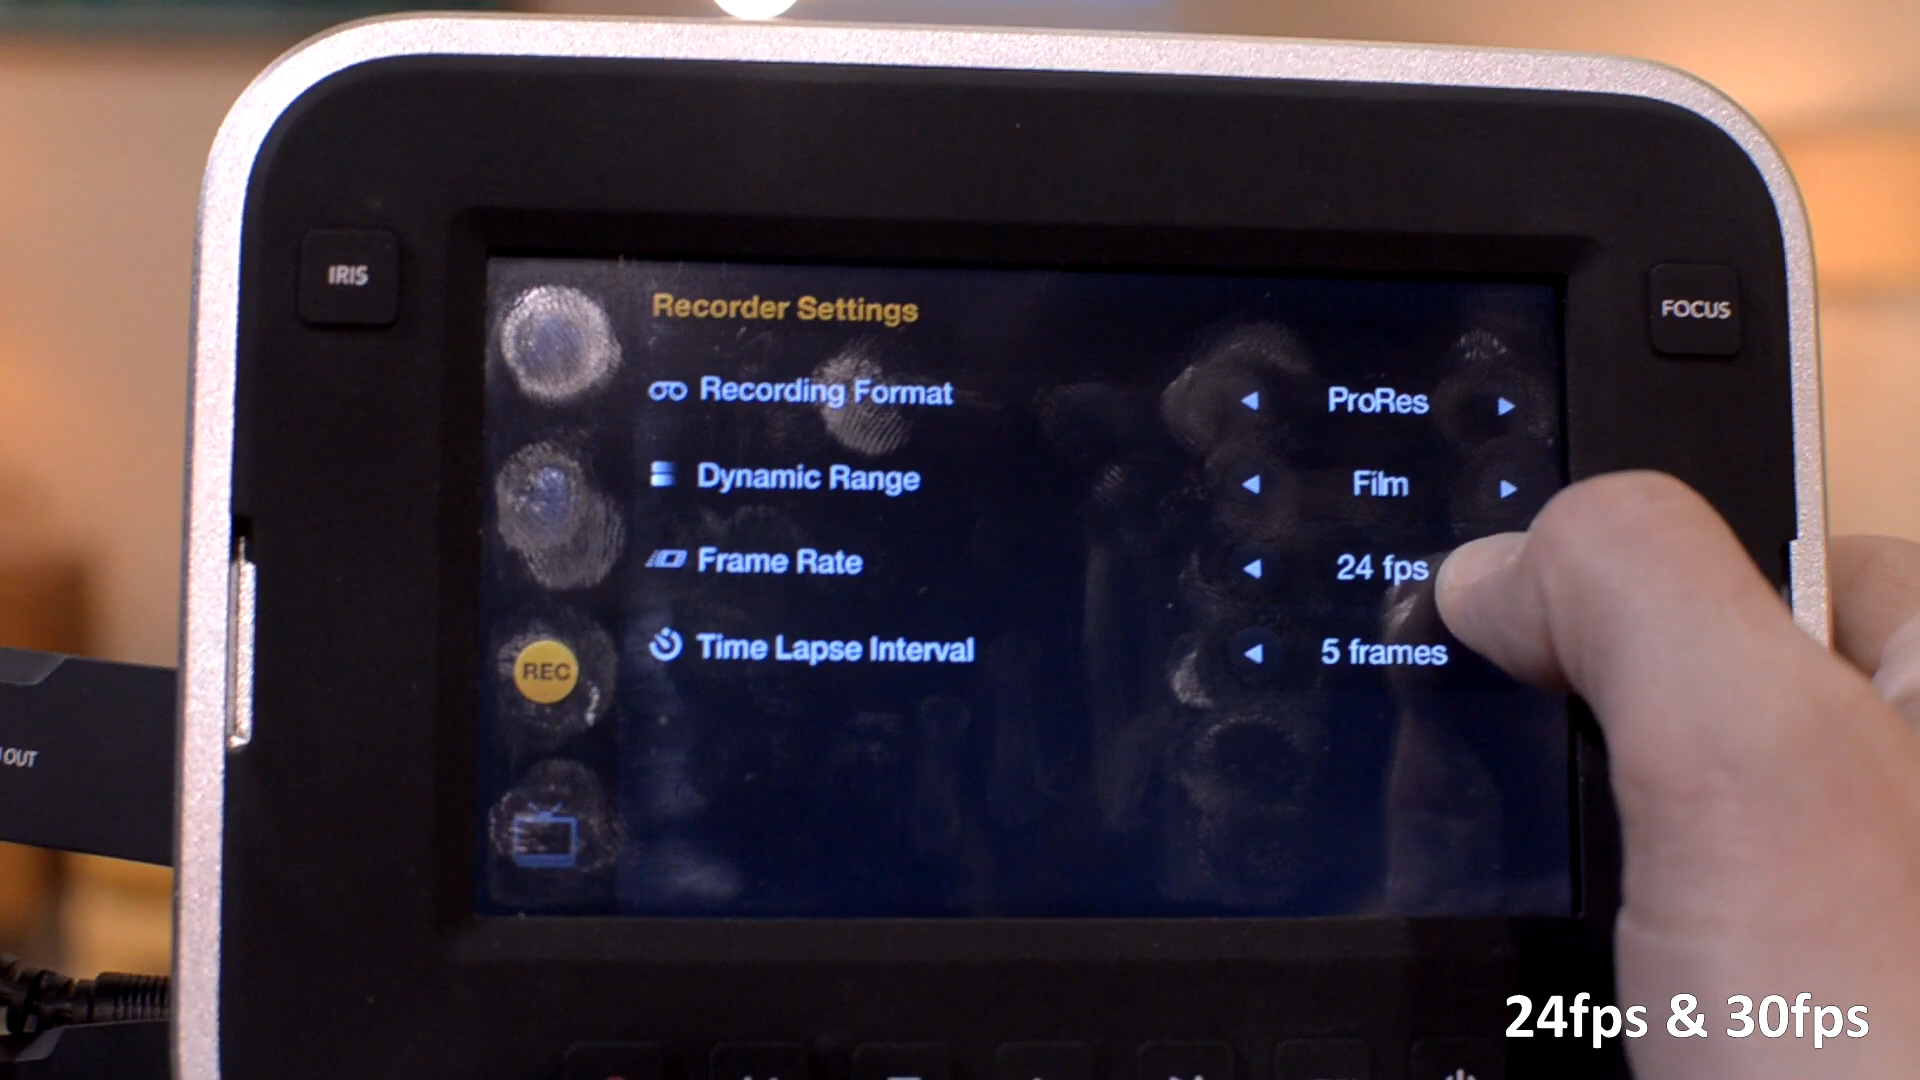 IRIS
FOCUS
Recorder Settings
Recording Format ProRes
Dynamic Range Film
Frame Rate 24 fps
Time Lapse Interval 5 frames
REC
OUT
24fps & 30fps